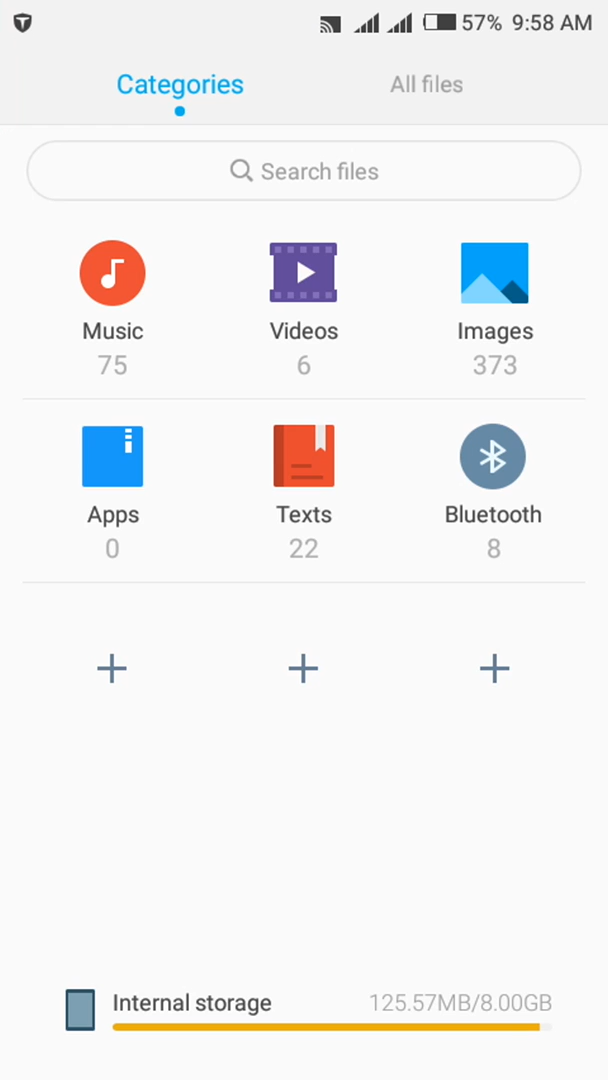 57% 9:58 AM
Categories All files
Search files
Music Videos Images
75 6 373
Apps Texts Bluetooth
0 22 8
Internal storage 125.57MB/8.00GB